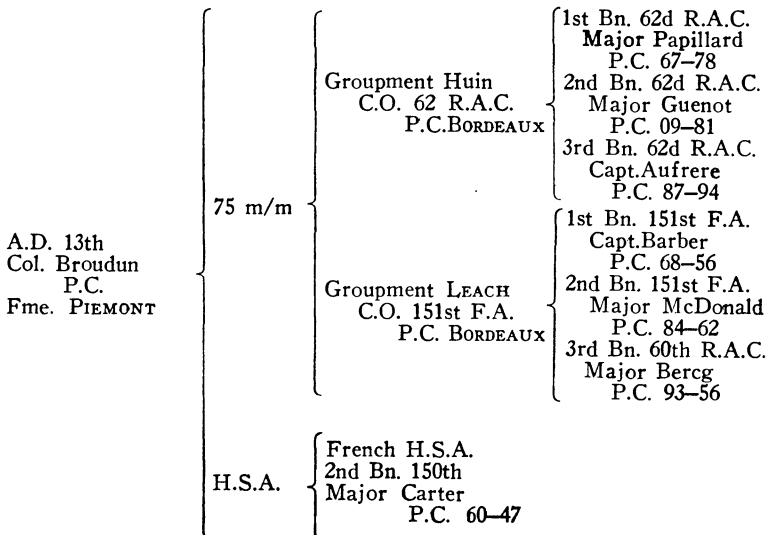 A.D. 13th
Col. Broudun
P.C.
Fme. PIEMONT
75 m/m
Groupment Huin
C.O. 62 R.A.C.
P.C.BORDEAUX
1st Bn. 62d R.A.C.
Major Papillard
P.C. 67–78
2nd Bn. 62d R.A.C.
Major Guenot
P.C. 09–81
3rd Bn. 62d R.A.C.
Capt.Aufrere
P.C. 87–94
Groupment LEACH
C.O. 151st F.A.
P.C. BORDEAUX
1st Bn. 151st F.A.
Capt.Barber
P.C. 68–56
2nd Bn. 151st F.A.
Major McDonald
P.C. 84–62
3rd Bn. 60th R.A.C.
Major Bercg
P.C. 93–56
H.S.A.
French H.S.A.
2nd Bn. 150th
Major Carter
P.C. 60–47